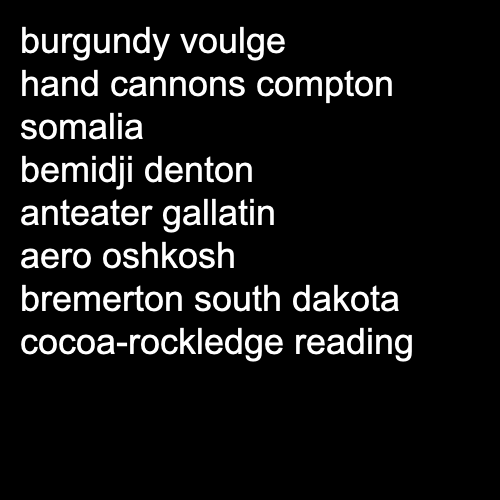 burgundy voulge
hand cannons compton
somalia
bemidji denton
anteater gallatin
aero oshkosh
bremerton south dakota
cocoa-rockledge reading